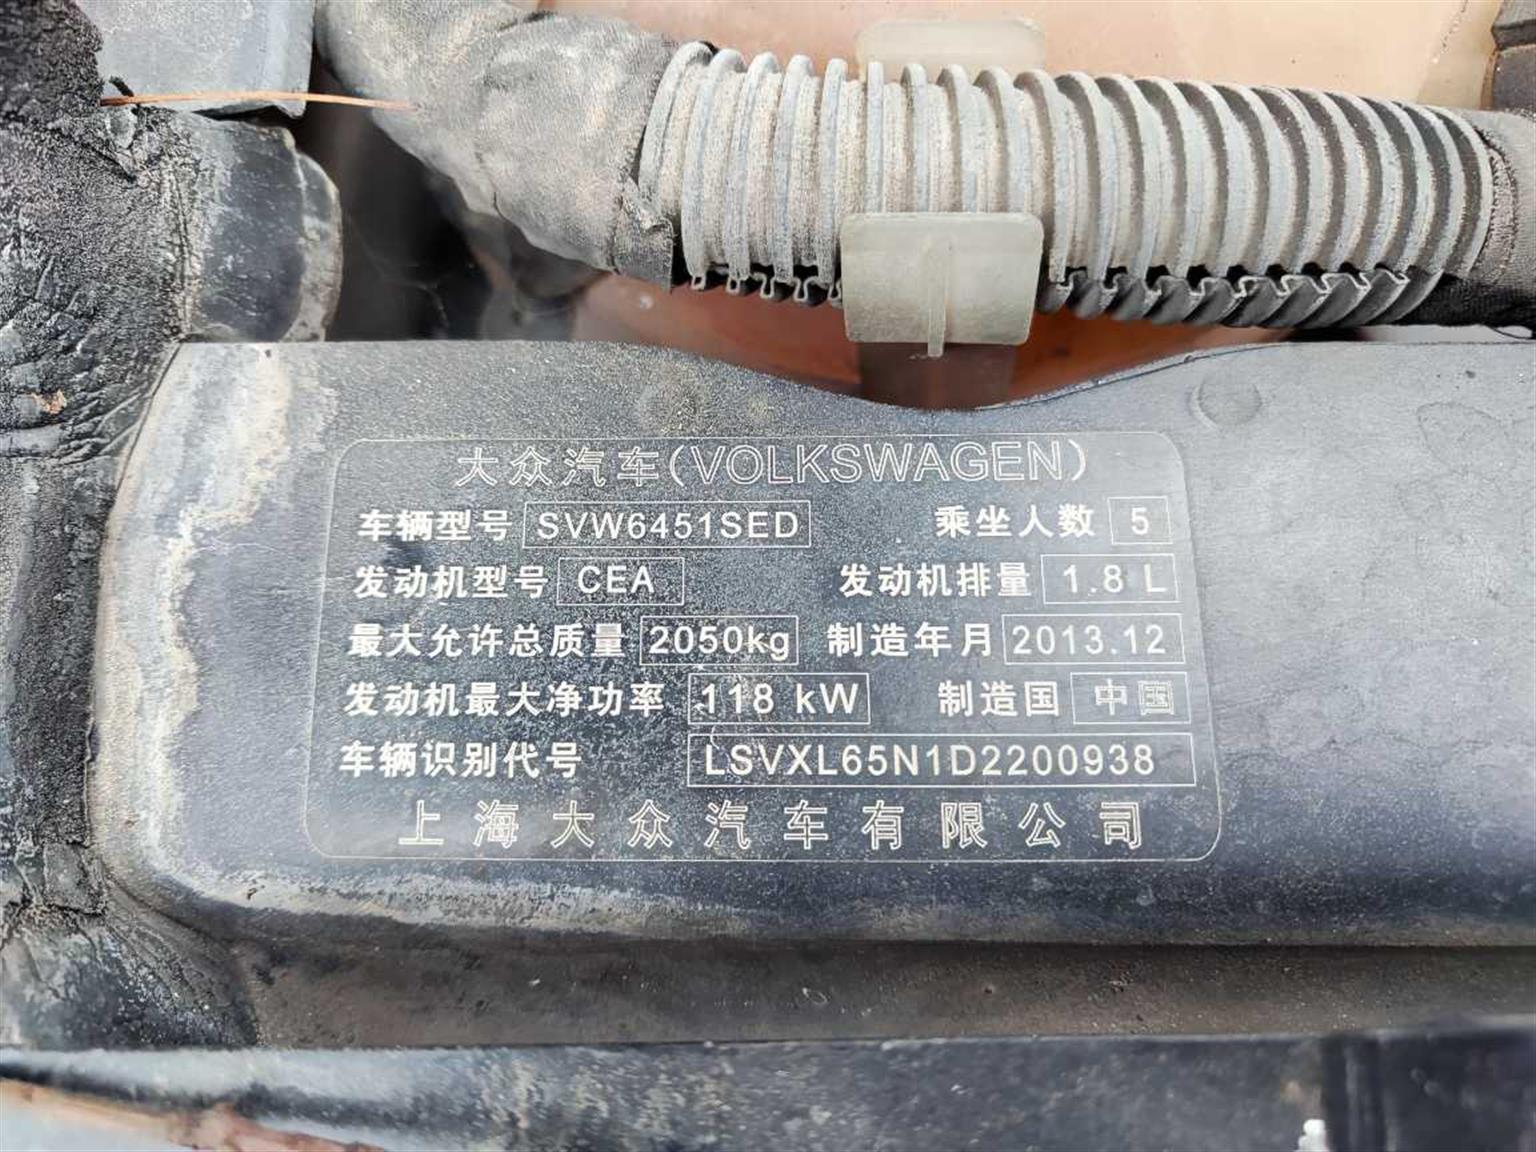 大众汽车(VOLKSWAGEN)
车辆型号 SVW6451SED 乘坐人数 5
发动机型号 CEA 发动机排量 1.8 L
最大允许总质量 2050kg 制造年月 2013.12
发动机最大净功率 118 kW 制造国 中国
车辆识别代号 LSVXL65N1D2200938
上海大众汽车有限公司